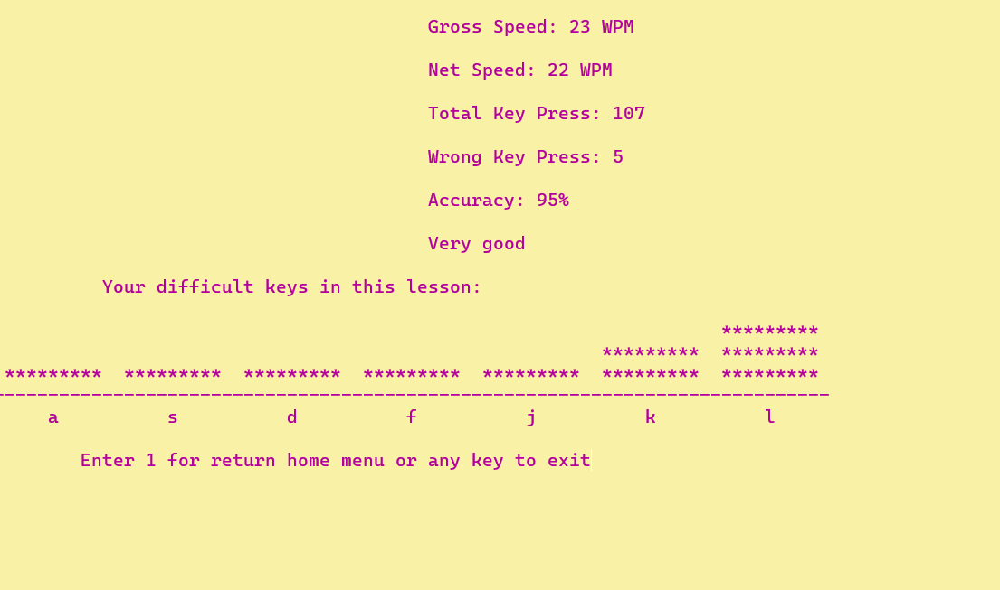 Gross Speed: 23 WPM
Net Speed: 22 WPM
Total Key Press: 107
Wrong Key Press: 5
Accuracy: 95%
Very good
Your difficult keys in this lesson:
*********
********* *********
********* ********* ********* ********* ********* ********* *********
-----------------------------------------------------------------------------
a s d f j k l
Enter 1 for return home menu or any key to exit